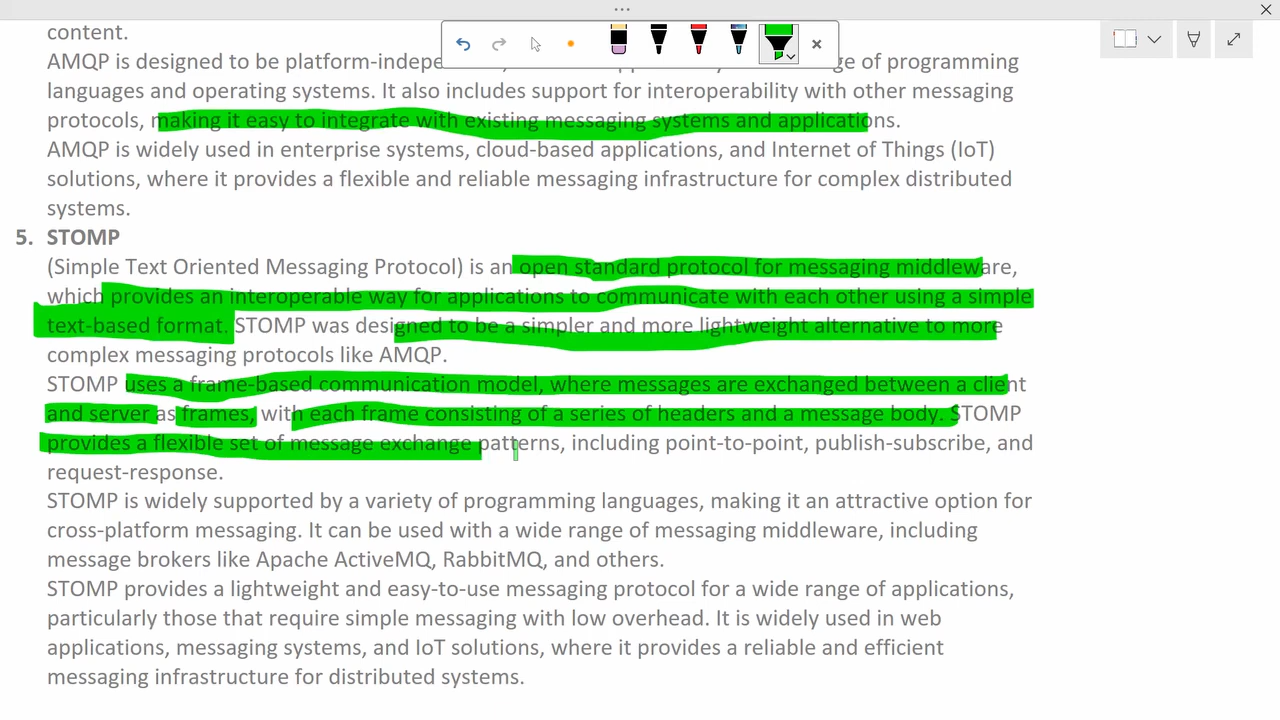 content.
AMQP is designed to be platform-indepe ge of programming
languages and operating systems. It also includes support for interoperability with other messaging
protocols, making it easy to integrate with existing messaging systems and applications.
AMQP is widely used in enterprise systems, cloud-based applications, and Internet of Things (IoT)
solutions, where it provides a flexible and reliable messaging infrastructure for complex distributed
systems.
5. STOMP
(Simple Text Oriented Messaging Protocol) is an open standard protocol for messaging middleware,
which provides an interoperable way for applications to communicate with each other using a simple
text-based format. STOMP was designed to be a simpler and more lightweight alternative to more
complex messaging protocols like AMQP.
STOMP uses a frame-based communication model, where messages are exchanged between a client
and server as frames, with each frame consisting of a series of headers and a message body. STOMP
provides a flexible set of message exchange patterns, including point-to-point, publish-subscribe, and
request-response.
STOMP is widely supported by a variety of programming languages, making it an attractive option for
cross-platform messaging. It can be used with a wide range of messaging middleware, including
message brokers like Apache ActiveMQ, RabbitMQ, and others.
STOMP provides a lightweight and easy-to-use messaging protocol for a wide range of applications,
particularly those that require simple messaging with low overhead. It is widely used in web
applications, messaging systems, and IoT solutions, where it provides a reliable and efficient
messaging infrastructure for distributed systems.